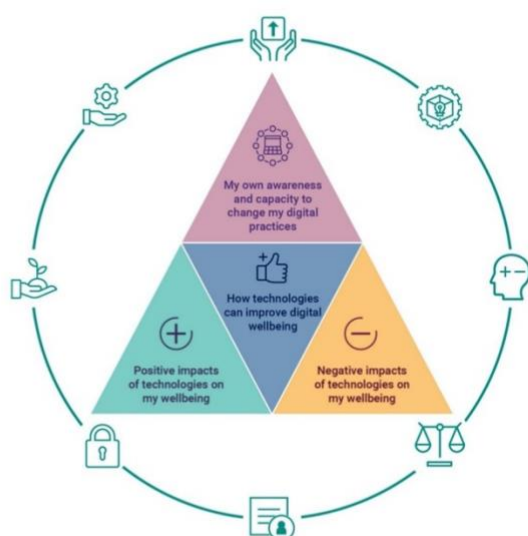 My own awareness
and capacity to
change my digital
practices
How technologies
can improve digital
wellbeing
Positive impacts
of technologies on
my wellbeing
Negative impacts
of technologies on
my wellbeing